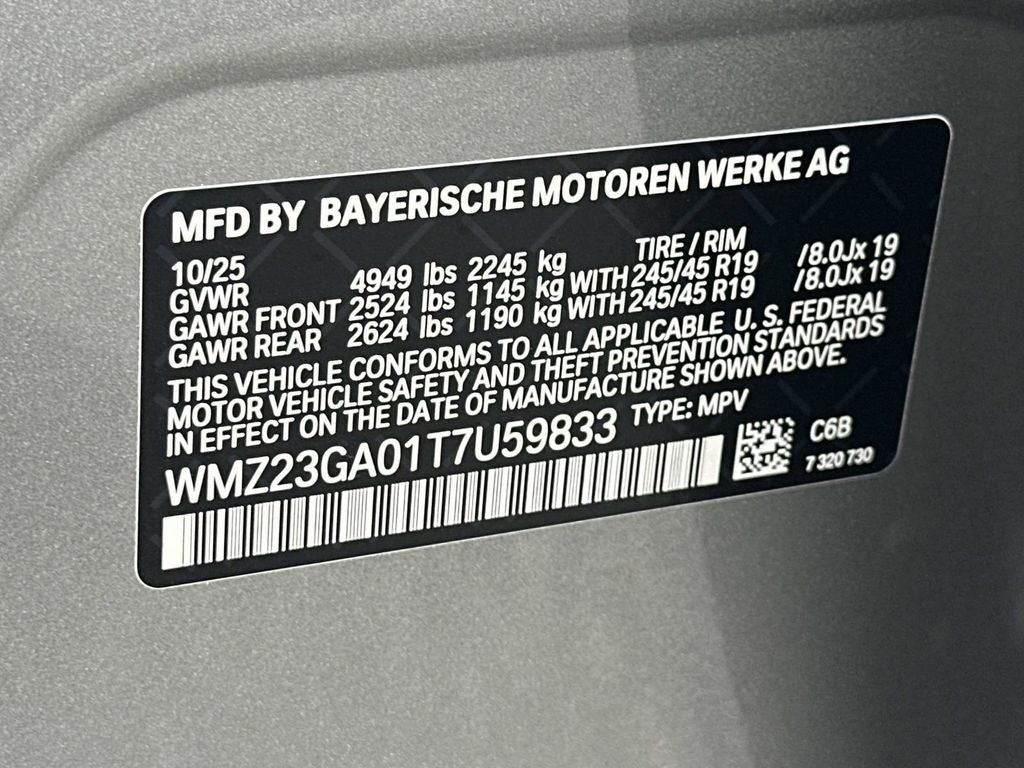 MFD BY BAYERISCHE MOTOREN WERKE AG
10/25 TIRE / RIM
GVWR 4949 lbs 2245 kg
GAWR FRONT 2524 lbs 1145 kg WITH 245/45 R19 /8.0Jx 19
GAWR REAR 2624 lbs 1190 kg WITH 245/45 R19 /8.0Jx 19
THIS VEHICLE CONFORMS TO ALL APPLICABLE U. S. FEDERAL
MOTOR VEHICLE SAFETY AND THEFT PREVENTION STANDARDS
IN EFFECT ON THE DATE OF MANUFACTURE SHOWN ABOVE.
WMZ23GA01T7U59833 TYPE: MPV
C6B
7 320 730